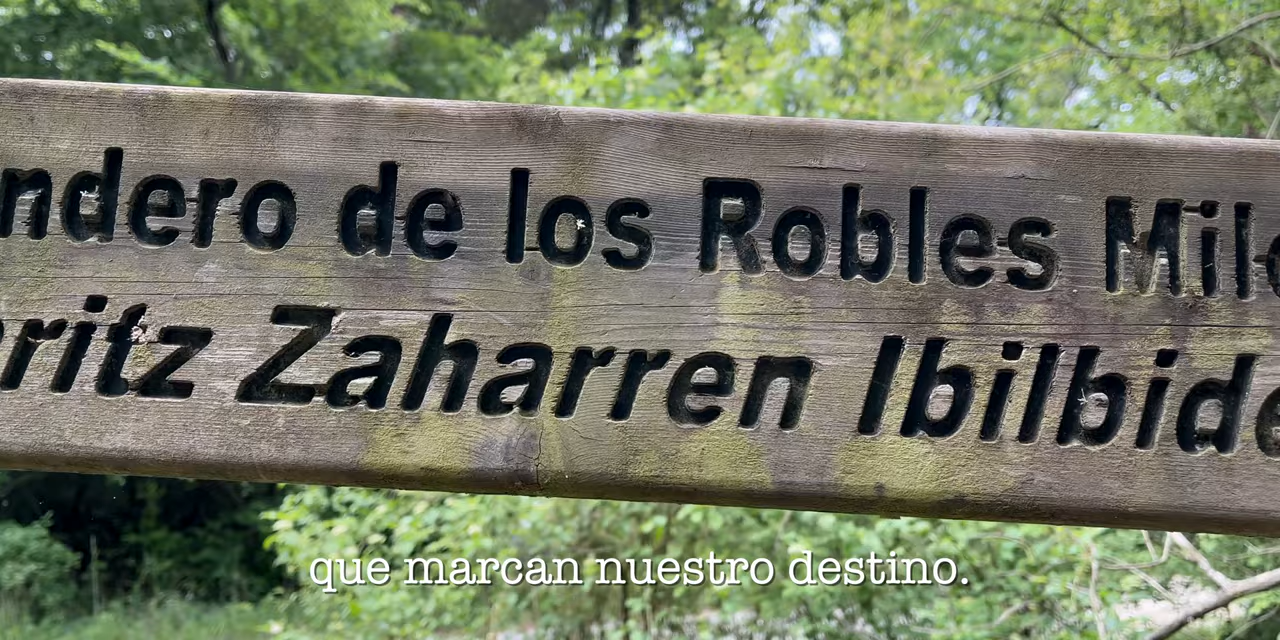 ndero de los Robles Mile
ritz Zaharren Ibilbide
que marcan nuestro destino.